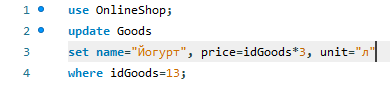 1 use OnlineShop;
2 update Goods
3 set name="Йогурт", price=idGoods*3, unit="л"
4 where idGoods=13;